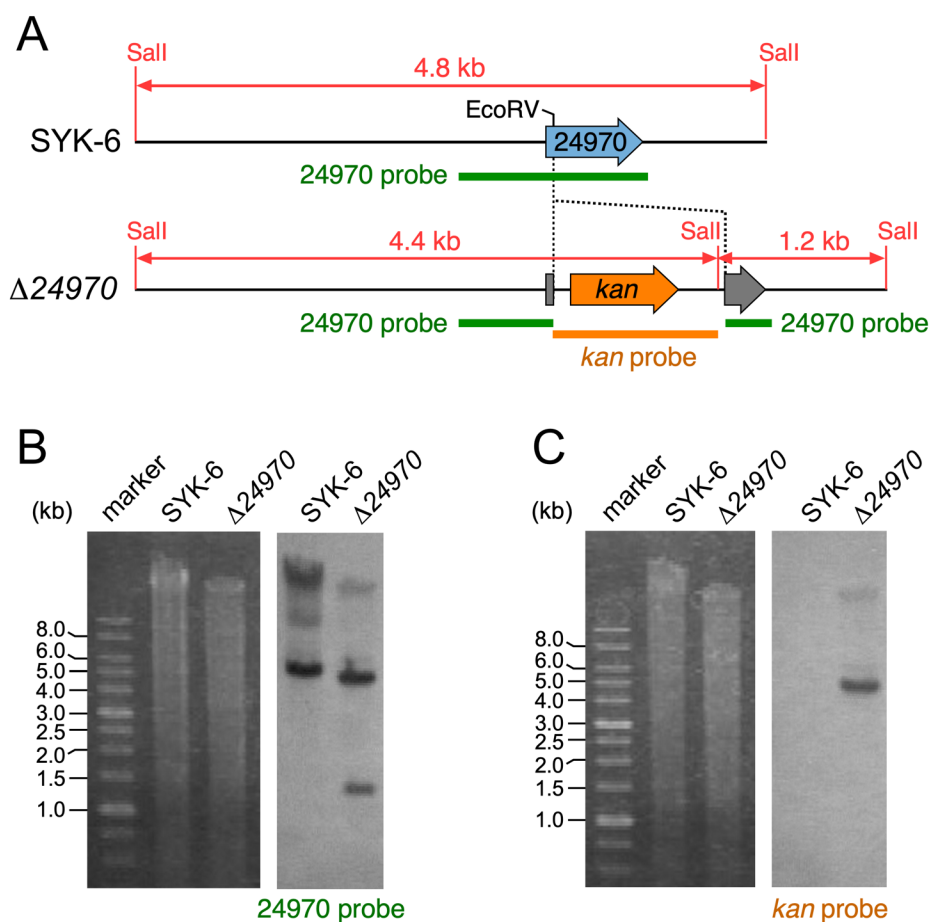 A
SalI
SalI
4.8 kb
EcoRV
SYK-6
24970
24970 probe
SalI
SalI
SalI
4.4 kb
1.2 kb
Δ24970
kan
24970 probe
24970 probe
kan probe
B
(kb)
marker
SYK-6
Δ24970
SYK-6
Δ24970
8.0
6.0
5.0
4.0
3.0
2.5
2.0
1.5
1.0
24970 probe
C
(kb)
marker
SYK-6
Δ24970
SYK-6
Δ24970
8.0
6.0
5.0
4.0
3.0
2.5
2.0
1.5
1.0
kan probe